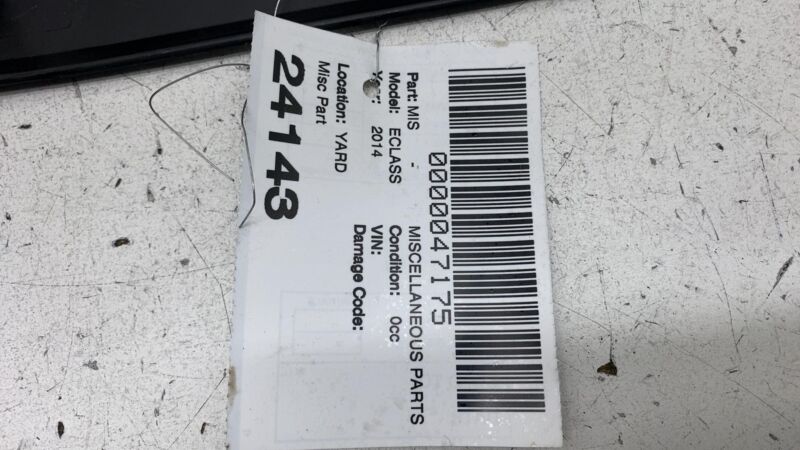 0000047175
Part: MIS - MISCELLANEOUS PARTS
Model: ECLASS Condition: 0cc
Year: 2014 VIN:
Damage Code:
Location: YARD
Misc Part
24143